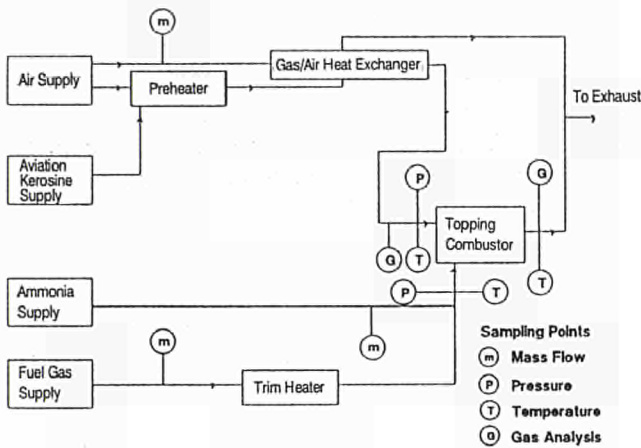 m
Gas/Air Heat Exchanger
Air Supply
Preheater
To Exhaust
Aviation
Kerosine
Supply
P
G
Topping
Combustor
G
T
T
Ammonia
Supply
P
T
m
Sampling Points
m Mass Flow
P Pressure
T Temperature
G Gas Analysis
m
Fuel Gas
Supply
Trim Heater